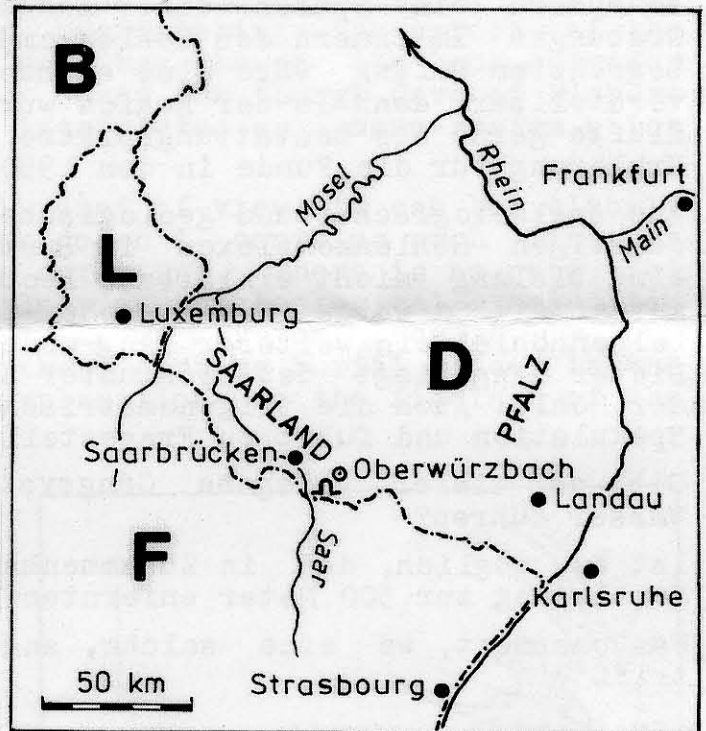 B
Mosel
Rhein
Frankfurt
Main
L
Luxemburg
D
SAARLAND
PFALZ
Saarbrücken
Oberwürzbach
Landau
F
Saar
Karlsruhe
50 km
Strasbourg